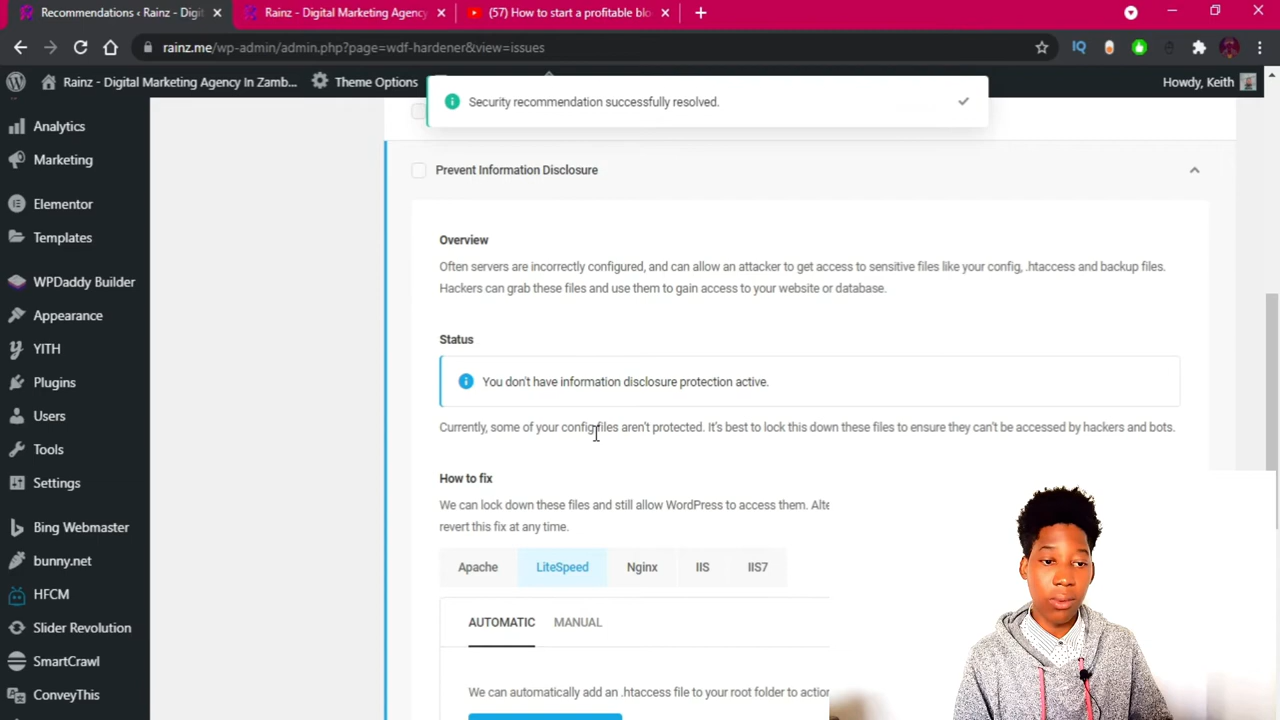 Recommendations ‹ Rainz - Digit
Rainz - Digital Marketing Agency
(57) How to start a profitable blo
rainz.me/wp-admin/admin.php?page=wdf-hardener&view=issues
Rainz - Digital Marketing Agency In Zamb...
Theme Options
Howdy, Keith
Security recommendation successfully resolved.
Analytics
Marketing
Elementor
Templates
WPDaddy Builder
Appearance
YITH
Plugins
Users
Tools
Settings
Bing Webmaster
bunny.net
HFCM
Slider Revolution
SmartCrawl
ConveyThis
Prevent Information Disclosure
Overview
Often servers are incorrectly configured, and can allow an attacker to get access to sensitive files like your config, .htaccess and backup files.
Hackers can grab these files and use them to gain access to your website or database.
Status
You don't have information disclosure protection active.
Currently, some of your config files aren't protected. It's best to lock this down these files to ensure they can't be accessed by hackers and bots.
How to fix
We can lock down these files and still allow WordPress to access them. Alte
revert this fix at any time.
Apache LiteSpeed Nginx IIS IIS7
AUTOMATIC MANUAL
We can automatically add an .htaccess file to your root folder to action